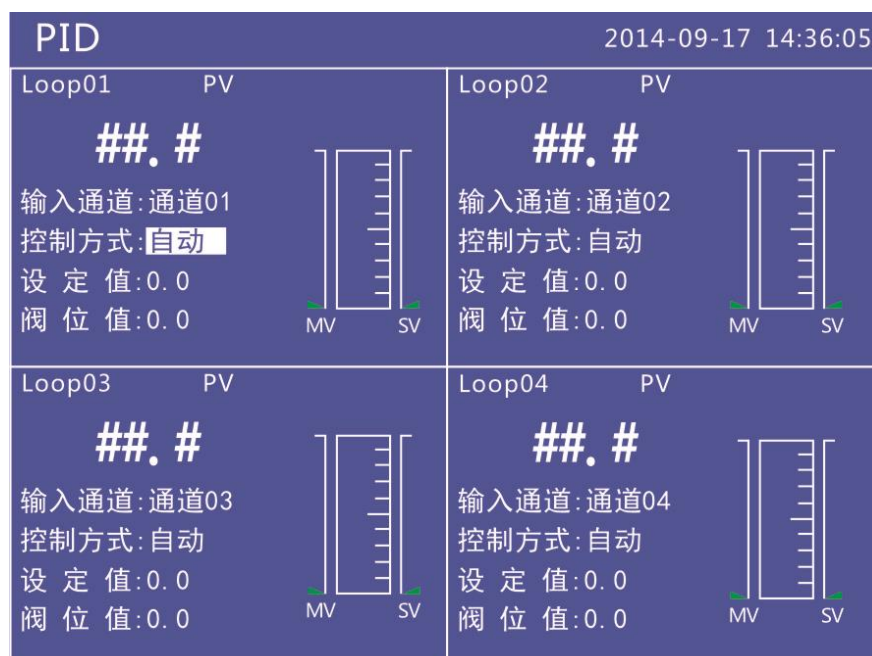 PID 2014-09-17 14:36:05
Loop01 PV
##.#
输入通道:通道01
控制方式:自动
设 定 值:0.0
阀 位 值:0.0
MV SV
Loop02 PV
##.#
输入通道:通道02
控制方式:自动
设 定 值:0.0
阀 位 值:0.0
MV SV
Loop03 PV
##.#
输入通道:通道03
控制方式:自动
设 定 值:0.0
阀 位 值:0.0
MV SV
Loop04 PV
##.#
输入通道:通道04
控制方式:自动
设 定 值:0.0
阀 位 值:0.0
MV SV